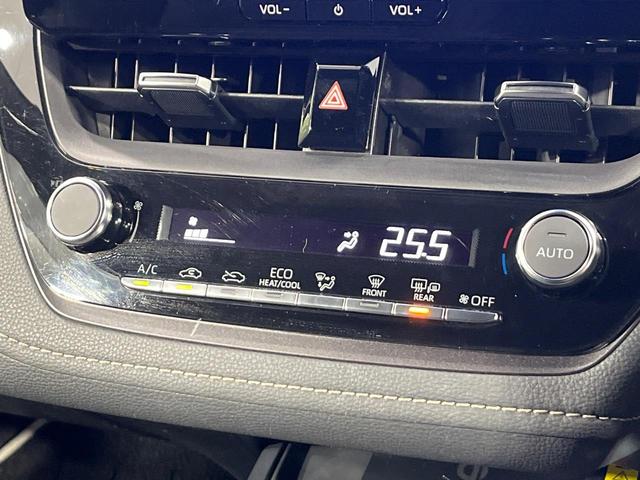 VOL- VOL+
25.5
AUTO
A/C
ECO
HEAT/COOL
FRONT
REAR
OFF